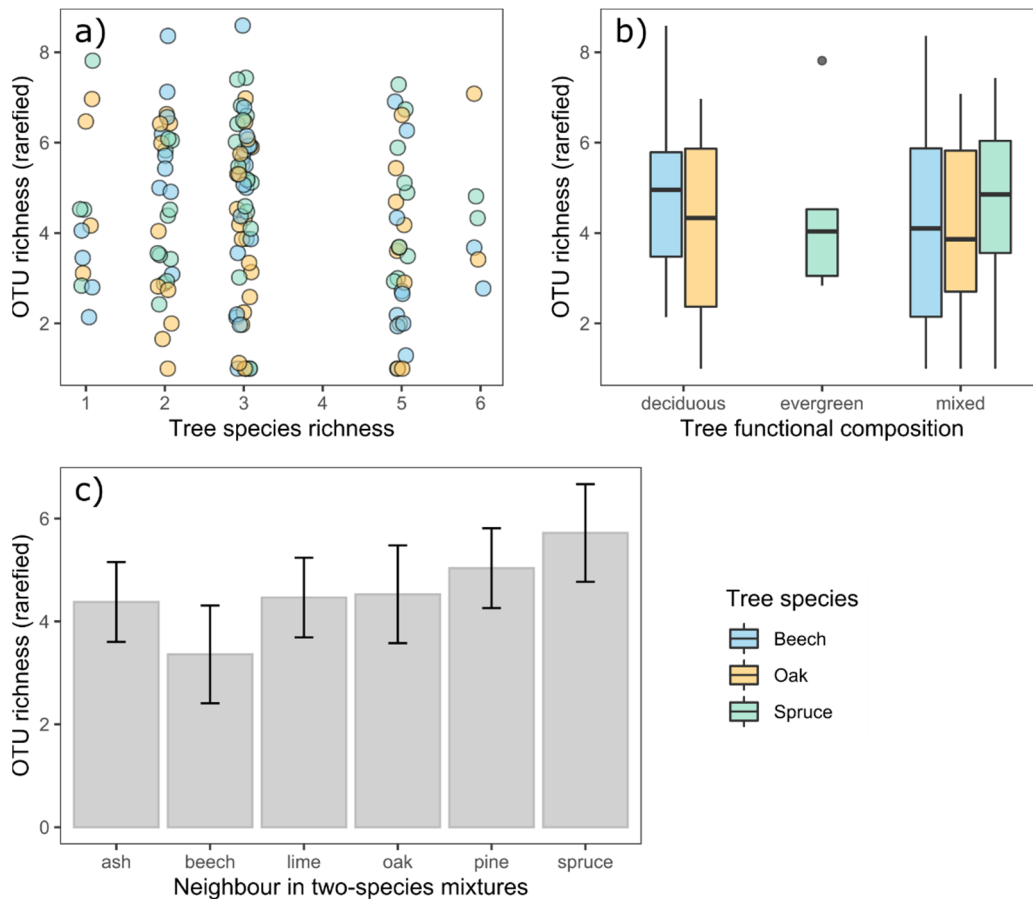 a)
OTU richness (rarefied)
8
6
4
2
1 2 3 4 5 6
Tree species richness
b)
OTU richness (rarefied)
8
6
4
2
deciduous evergreen mixed
Tree functional composition
c)
OTU richness (rarefied)
6
4
2
0
ash beech lime oak pine spruce
Neighbour in two-species mixtures
Tree species
Beech
Oak
Spruce